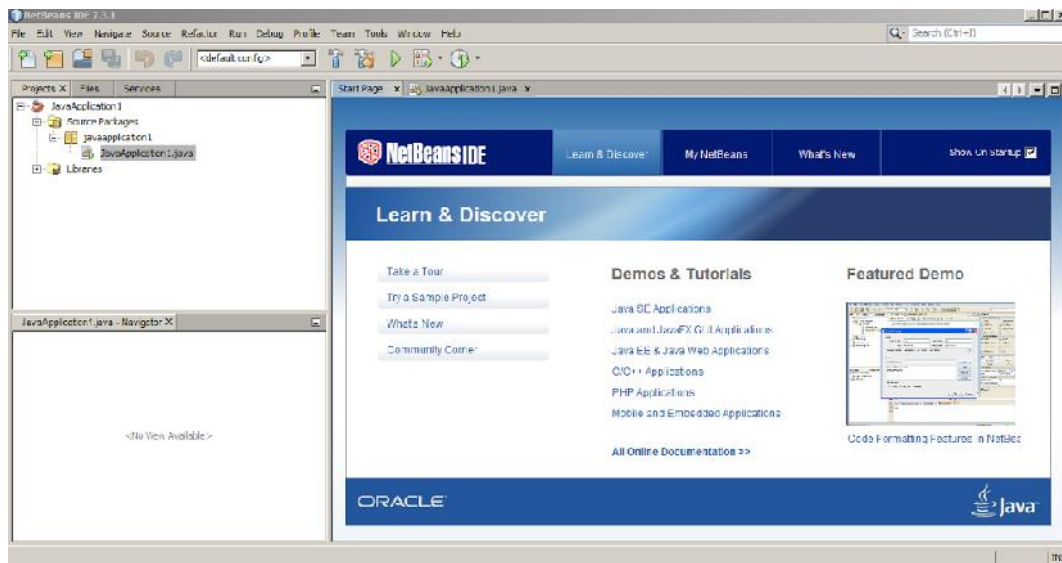 NetBeans IDE 7.3.1
File Edit View Navigate Source Refactor Run Debug Profile Team Tools Window Help
Search (Ctrl+I)
<default config>
Projects X Files Services
Start Page x JavaApplication1.java x
JavaApplication1
Source Packages
javaapplication1
JavaApplication1.java
Libraries
NetBeans IDE
Learn & Discover
My NetBeans
What's New
Show On Startup
Learn & Discover
Take a Tour
Try a Sample Project
What's New
Community Corner
Demos & Tutorials
Java SE Applications
Java and JavaFX GUI Applications
Java EE & Java Web Applications
C/C++ Applications
PHP Applications
Mobile and Embedded Applications
All Online Documentation >>
Featured Demo
Code Formatting Features in NetBea
JavaApplication1.java - Navigator X
<No View Available>
ORACLE
Java